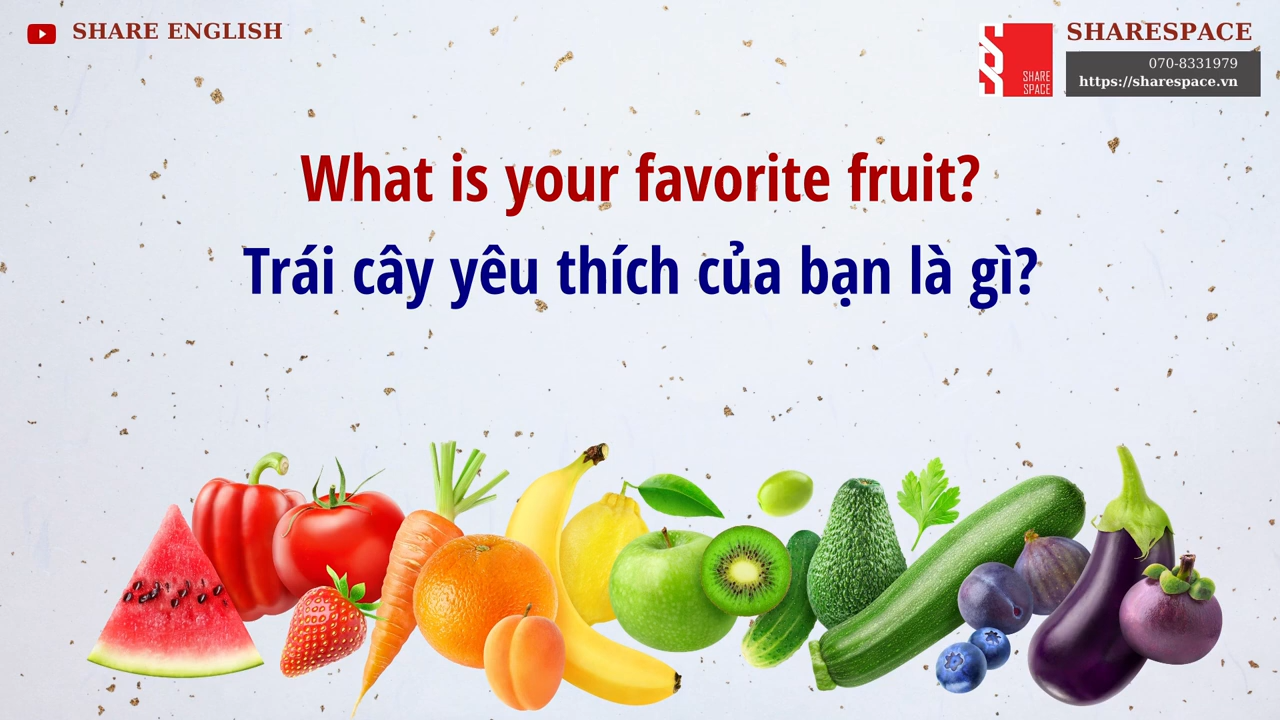 SHARE ENGLISH
SHARESPACE
SHARE
SPACE
070-8331979
https://sharespace.vn
What is your favorite fruit?
Trái cây yêu thích của bạn là gì?